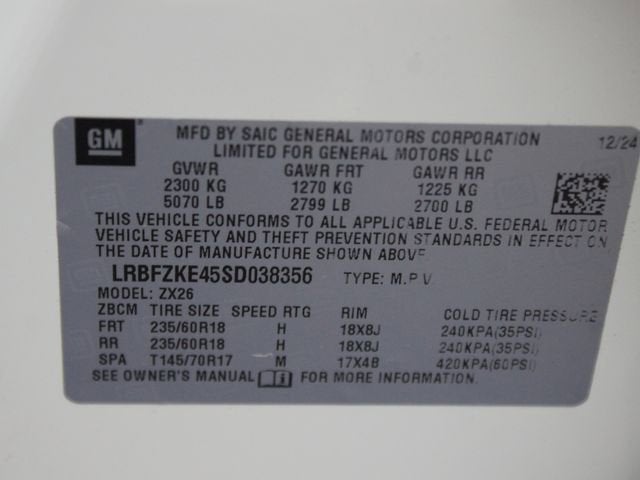 GM
MFD BY SAIC GENERAL MOTORS CORPORATION 12/24
LIMITED FOR GENERAL MOTORS LLC
GVWR GAWR FRT GAWR RR
2300 KG 1270 KG 1225 KG
5070 LB 2799 LB 2700 LB
THIS VEHICLE CONFORMS TO ALL APPLICABLE U.S. FEDERAL MOTOR
VEHICLE SAFETY AND THEFT PREVENTION STANDARDS IN EFFECT ON
THE DATE OF MANUFACTURE SHOWN ABOVE
LRBFZKE45SD038356 TYPE: M.P.V.
MODEL: ZX26
ZBCM TIRE SIZE SPEED RTG RIM COLD TIRE PRESSURE
FRT 235/60R18 H 18X8J 240KPA(35PSI)
RR 235/60R18 H 18X8J 240KPA(35PSI)
SPA T145/70R17 M 17X4B 420KPA(60PSI)
SEE OWNER'S MANUAL FOR MORE INFORMATION.